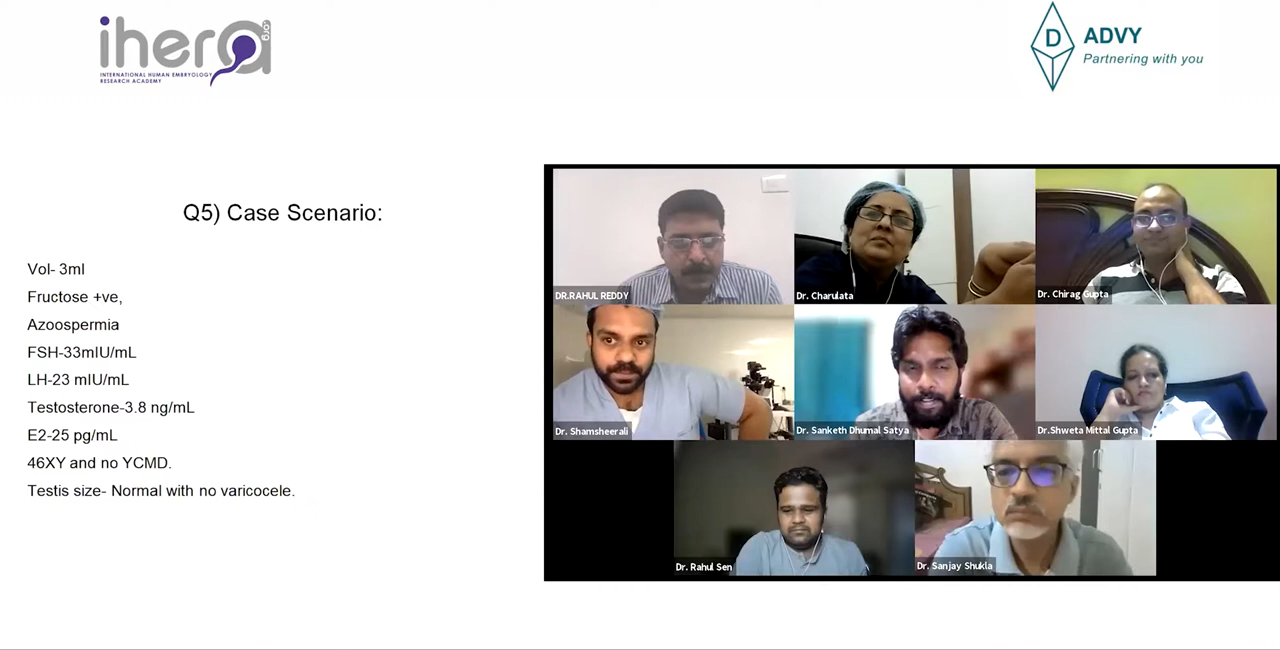 ihera.org
INTERNATIONAL HUMAN EMBRYOLOGY
RESEARCH ACADEMY
D
ADVY
Partnering with you
Q5) Case Scenario:
Vol- 3ml
Fructose +ve,
Azoospermia
FSH-33mIU/mL
LH-23 mIU/mL
Testosterone-3.8 ng/mL
E2-25 pg/mL
46XY and no YCMD.
Testis size- Normal with no varicocele.
DR.RAHUL REDDY
Dr. Charulata
Dr. Chirag Gupta
Dr. Shamsheerali
Dr. Sanketh Dhumal Satya
Dr.Shweta Mittal Gupta
Dr. Rahul Sen
Dr. Sanjay Shukla